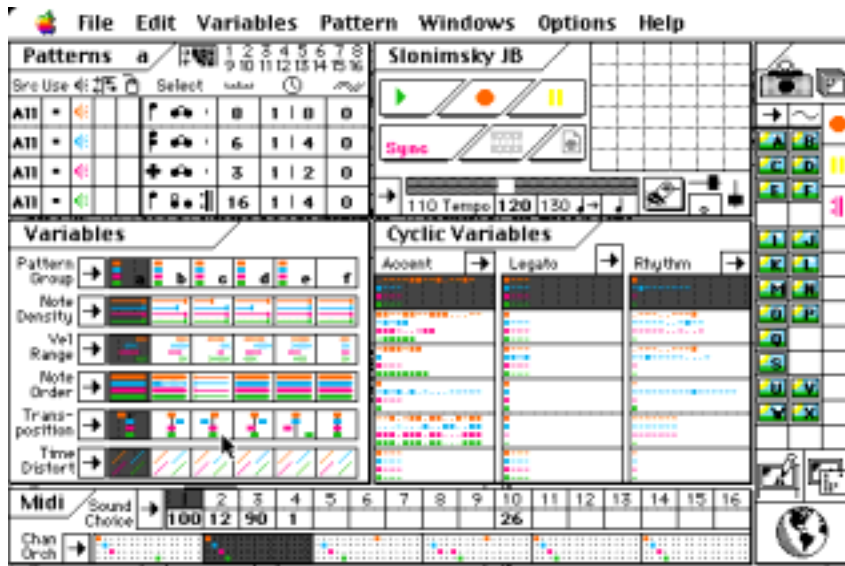 File Edit Variables Pattern Windows Options Help
Patterns a 1 2 3 4 5 6 7 8
9 10 11 12 13 14 15 16
Src Use Select
All 8 1 | 8 0
All 6 1 | 4 0
All 3 1 | 2 0
All 16 1 | 4 0
Slonimsky JB
Sync
110 Tempo 120 130
Variables
Pattern Group a b c d e f
Note Density
Vel Range
Note Order
Trans-position
Time Distort
Cyclic Variables
Accent Legato Rhythm
A B
C D
E F
I J
K L
M N
O P
Q
S
U V
W X
Midi Sound Choice 1 2 3 4 5 6 7 8 9 10 11 12 13 14 15 16
100 12 90 1 26
Chan Orch